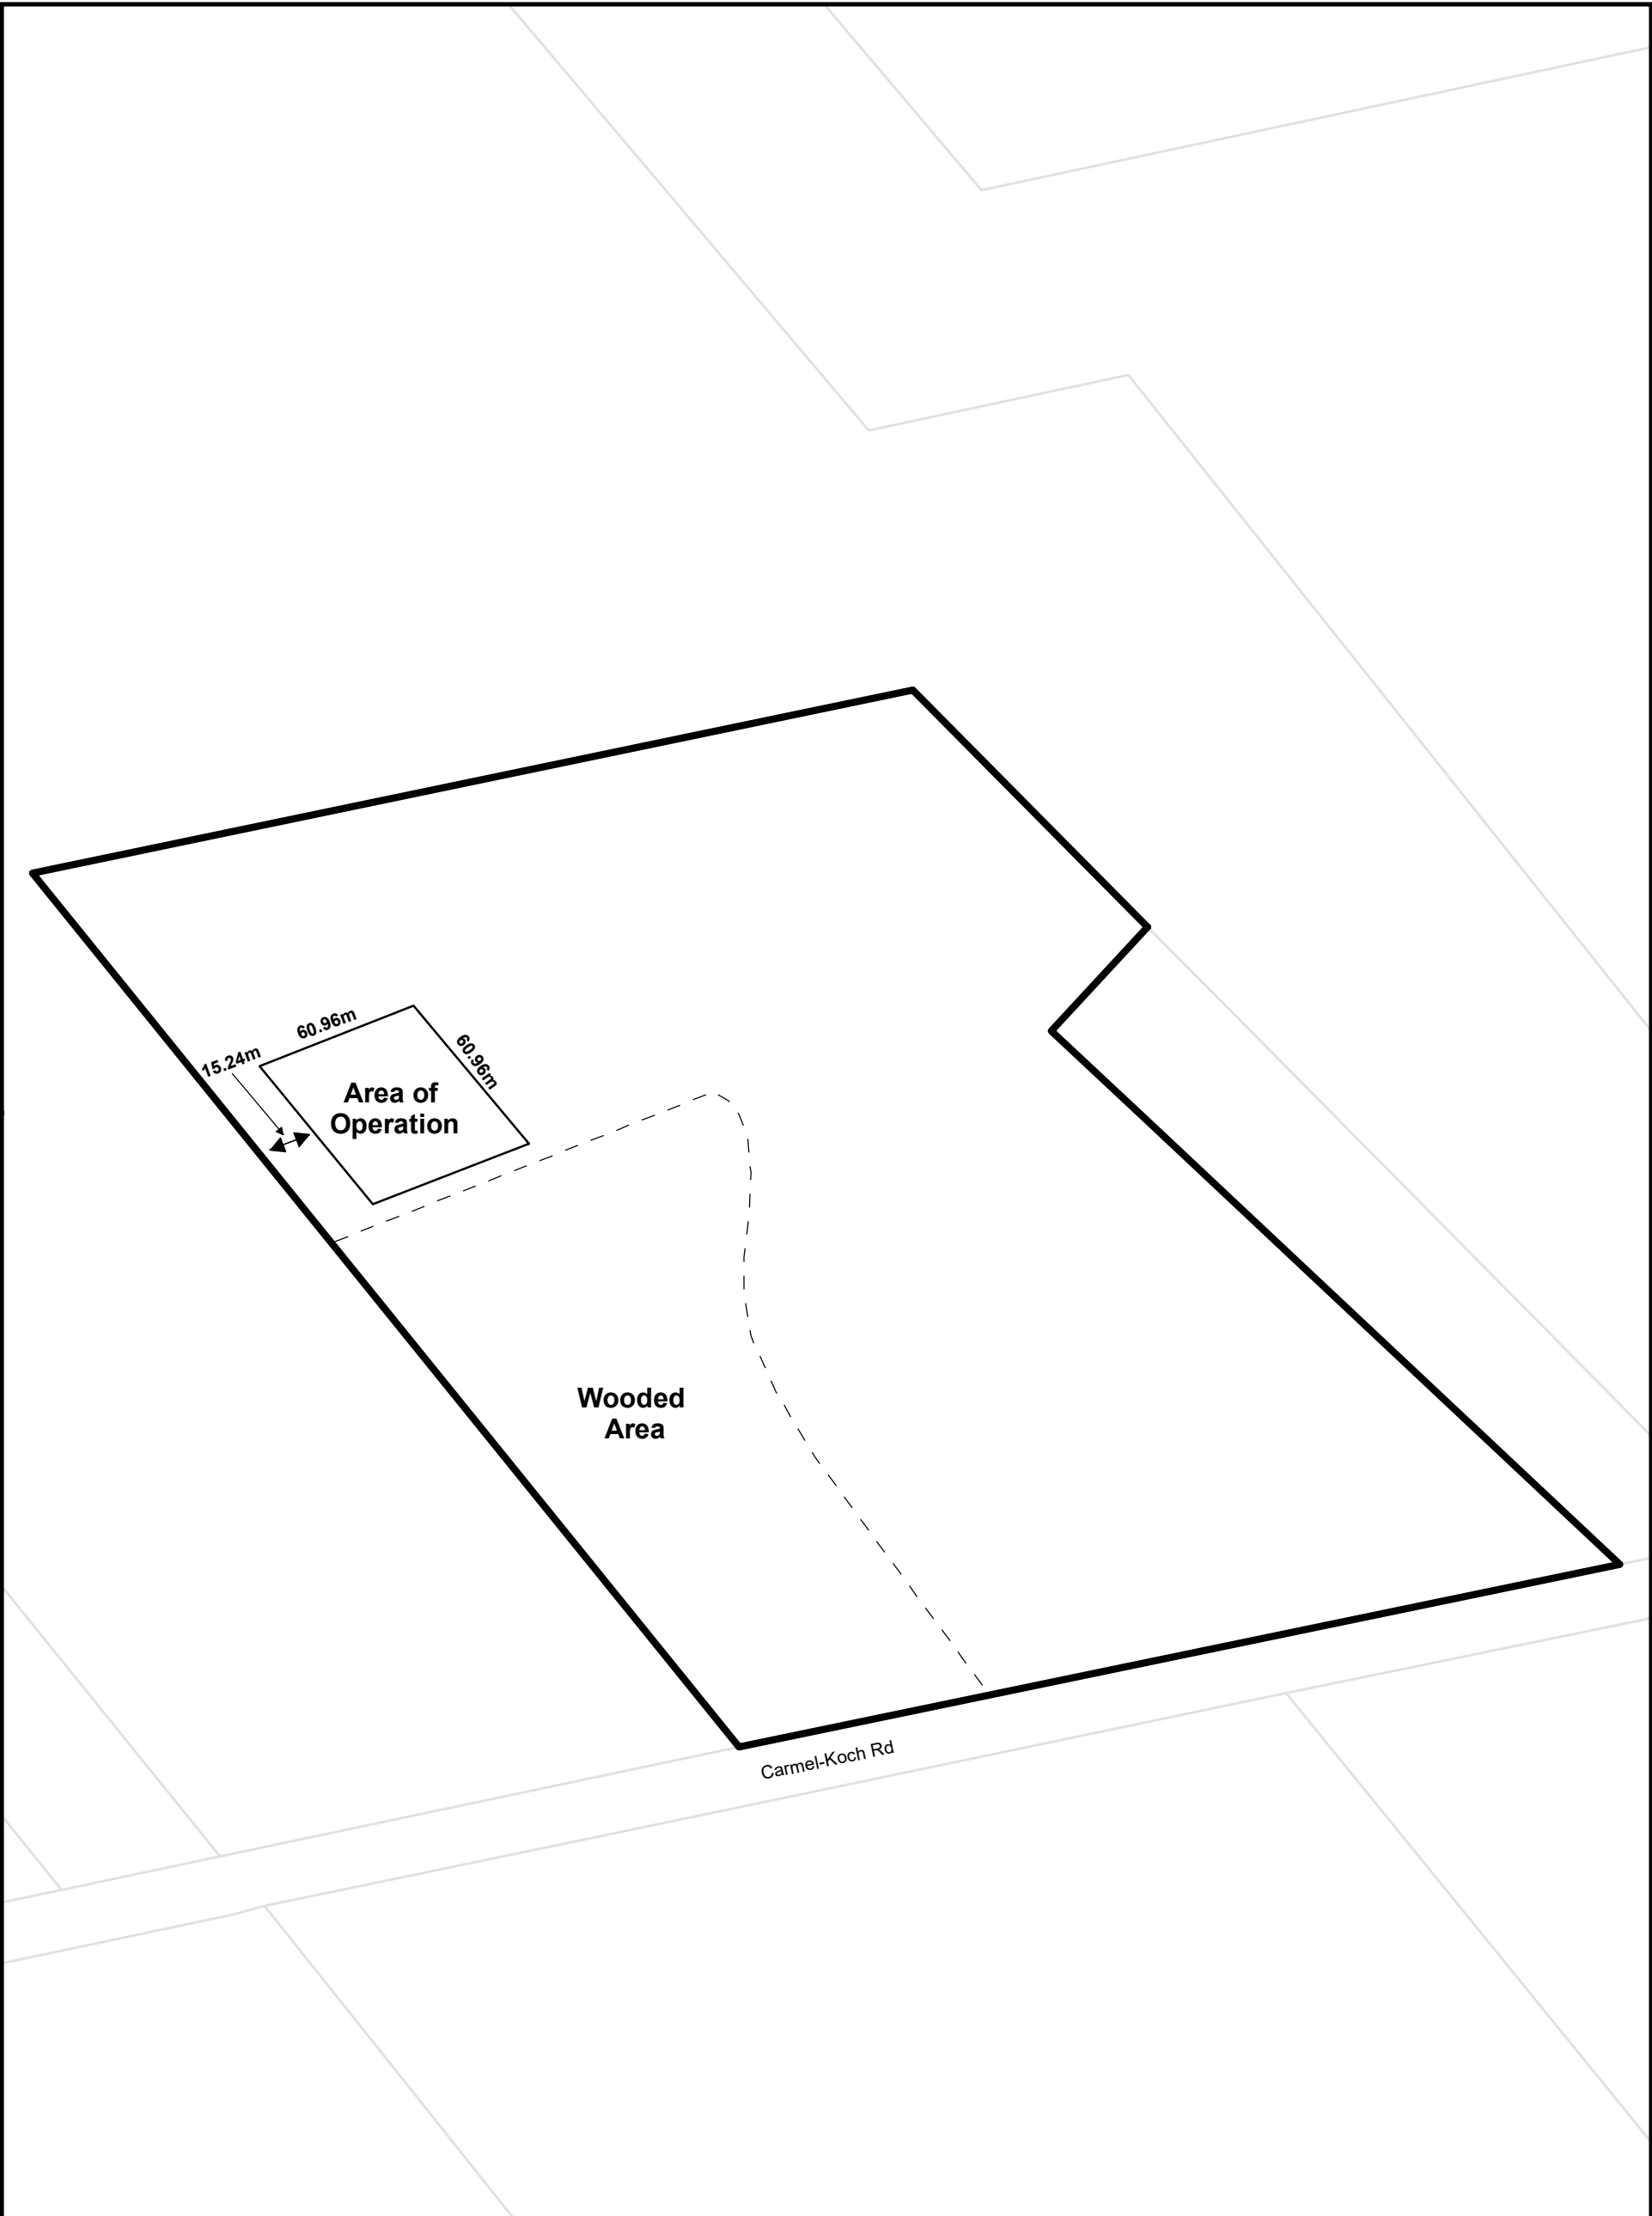 60.96m
60.96m
15.24m
Area of
Operation
Wooded
Area
Carmel-Koch Rd